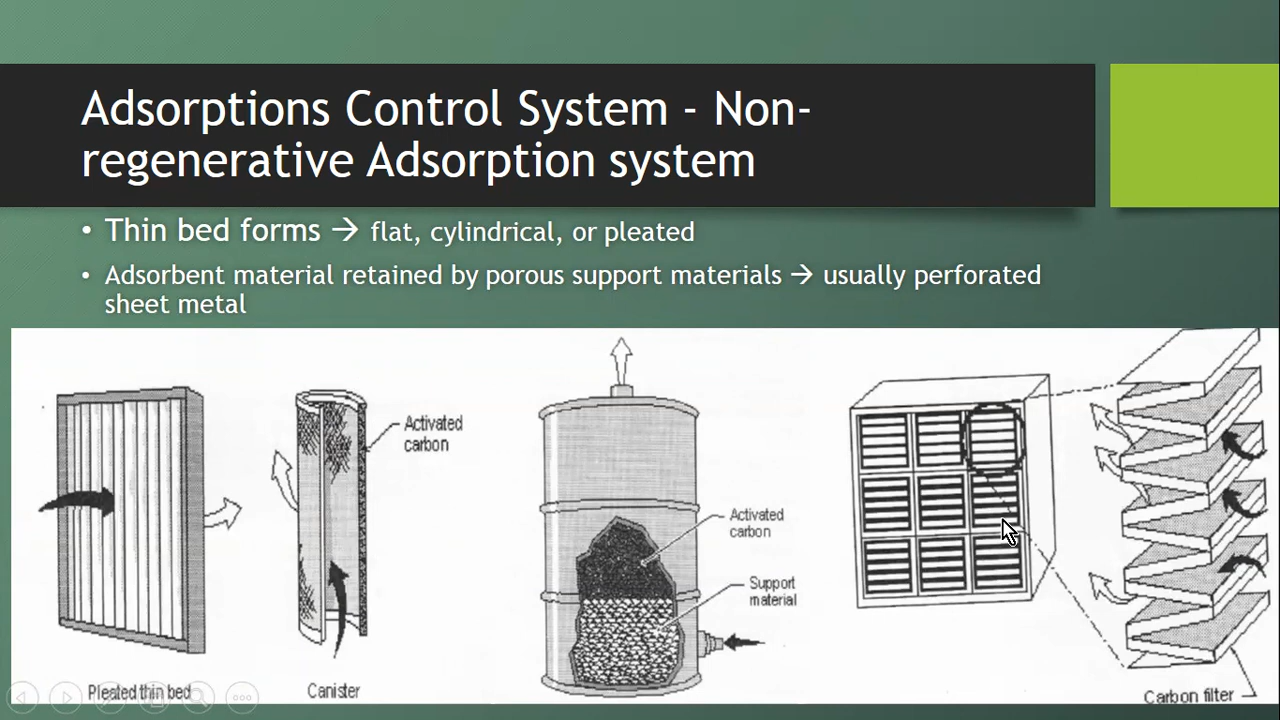 Adsorptions Control System - Non-
regenerative Adsorption system
• Thin bed forms → flat, cylindrical, or pleated
• Adsorbent material retained by porous support materials → usually perforated
sheet metal
Activated
carbon
Activated
carbon
Support
material
Pleated thin bed
Canister
Carbon filter